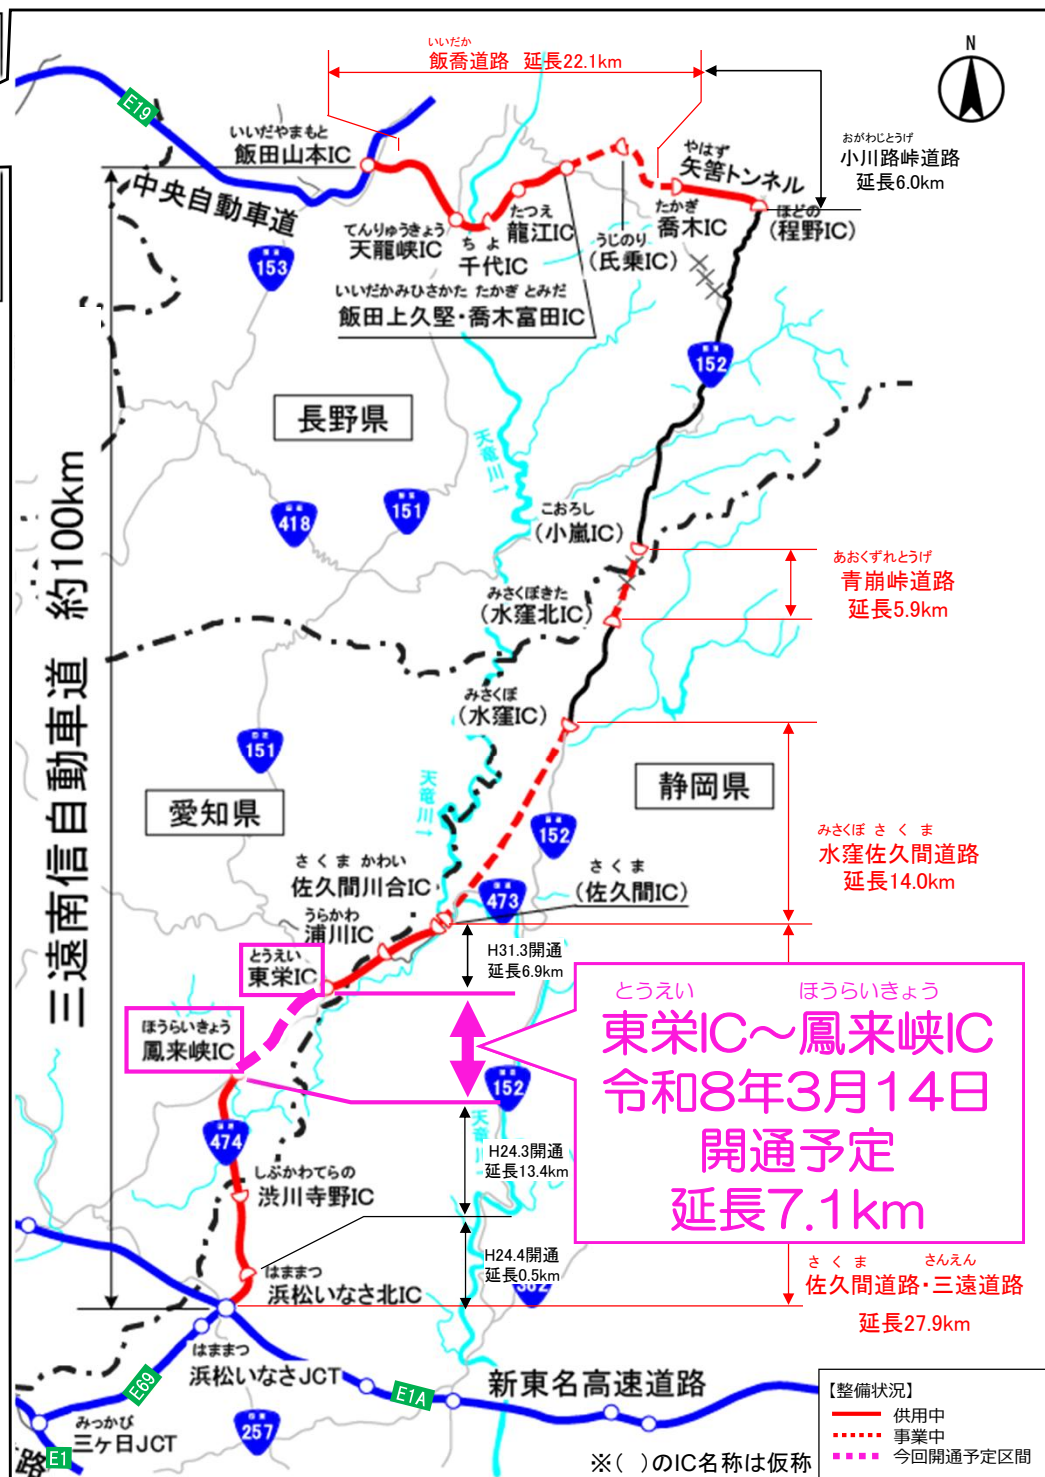 いいだか
飯喬道路 延長22.1km
N
E19
いいだやまもと
飯田山本IC
中央自動車道
おがわじとうげ
小川路峠道路
延長6.0km
やはず
矢筈トンネル
たかぎ
喬木IC
ほどの
(程野IC)
てんりゅうきょう
天龍峡IC
ちよ
千代IC
たつえ
龍江IC
うじのり
(氏乗IC)
いいだかみひさかた たかぎ とみだ
飯田上久堅・喬木富田IC
153
152
長野県
天竜川→
418
151
こおろし
(小嵐IC)
みさくぼきた
(水窪北IC)
あおくずれとうげ
青崩峠道路
延長5.9km
三遠南信自動車道 約100km
みさくぼ
(水窪IC)
151
愛知県
静岡県
天竜川→
152
みさくぼ さくま
水窪佐久間道路
延長14.0km
さくま かわい
佐久間川合IC
さくま
(佐久間IC)
473
うらかわ
浦川IC
とうえい
東栄IC
H31.3開通
延長6.9km
ほうらいきょう
鳳来峡IC
とうえい ほうらいきょう
東栄IC～鳳来峡IC
令和8年3月14日
開通予定
延長7.1km
152
474
天竜川
H24.3開通
延長13.4km
しぶかわてらの
渋川寺野IC
H24.4開通
延長0.5km
はままつ
浜松いなさ北IC
さくま さんえん
佐久間道路・三遠道路
延長27.9km
はままつ
浜松いなさJCT
E69
E1A
新東名高速道路
みっかび
三ヶ日JCT
257
E1
路
※( )のIC名称は仮称
【整備状況】
供用中
事業中
今回開通予定区間